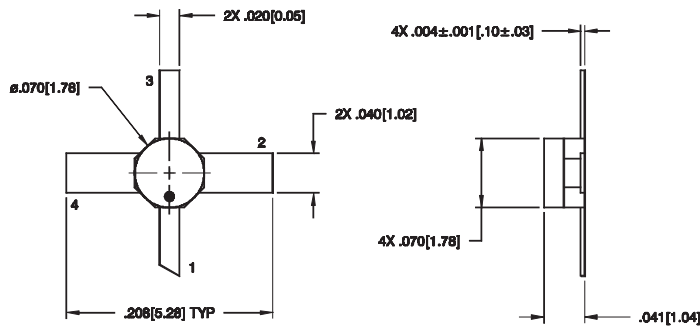 2X .020[0.05]
4X .004±.001[.10±.03]
3
ø.070[1.78]
2X .040[1.02]
2
4
4X .070[1.78]
1
.208[5.28] TYP
.041[1.04]